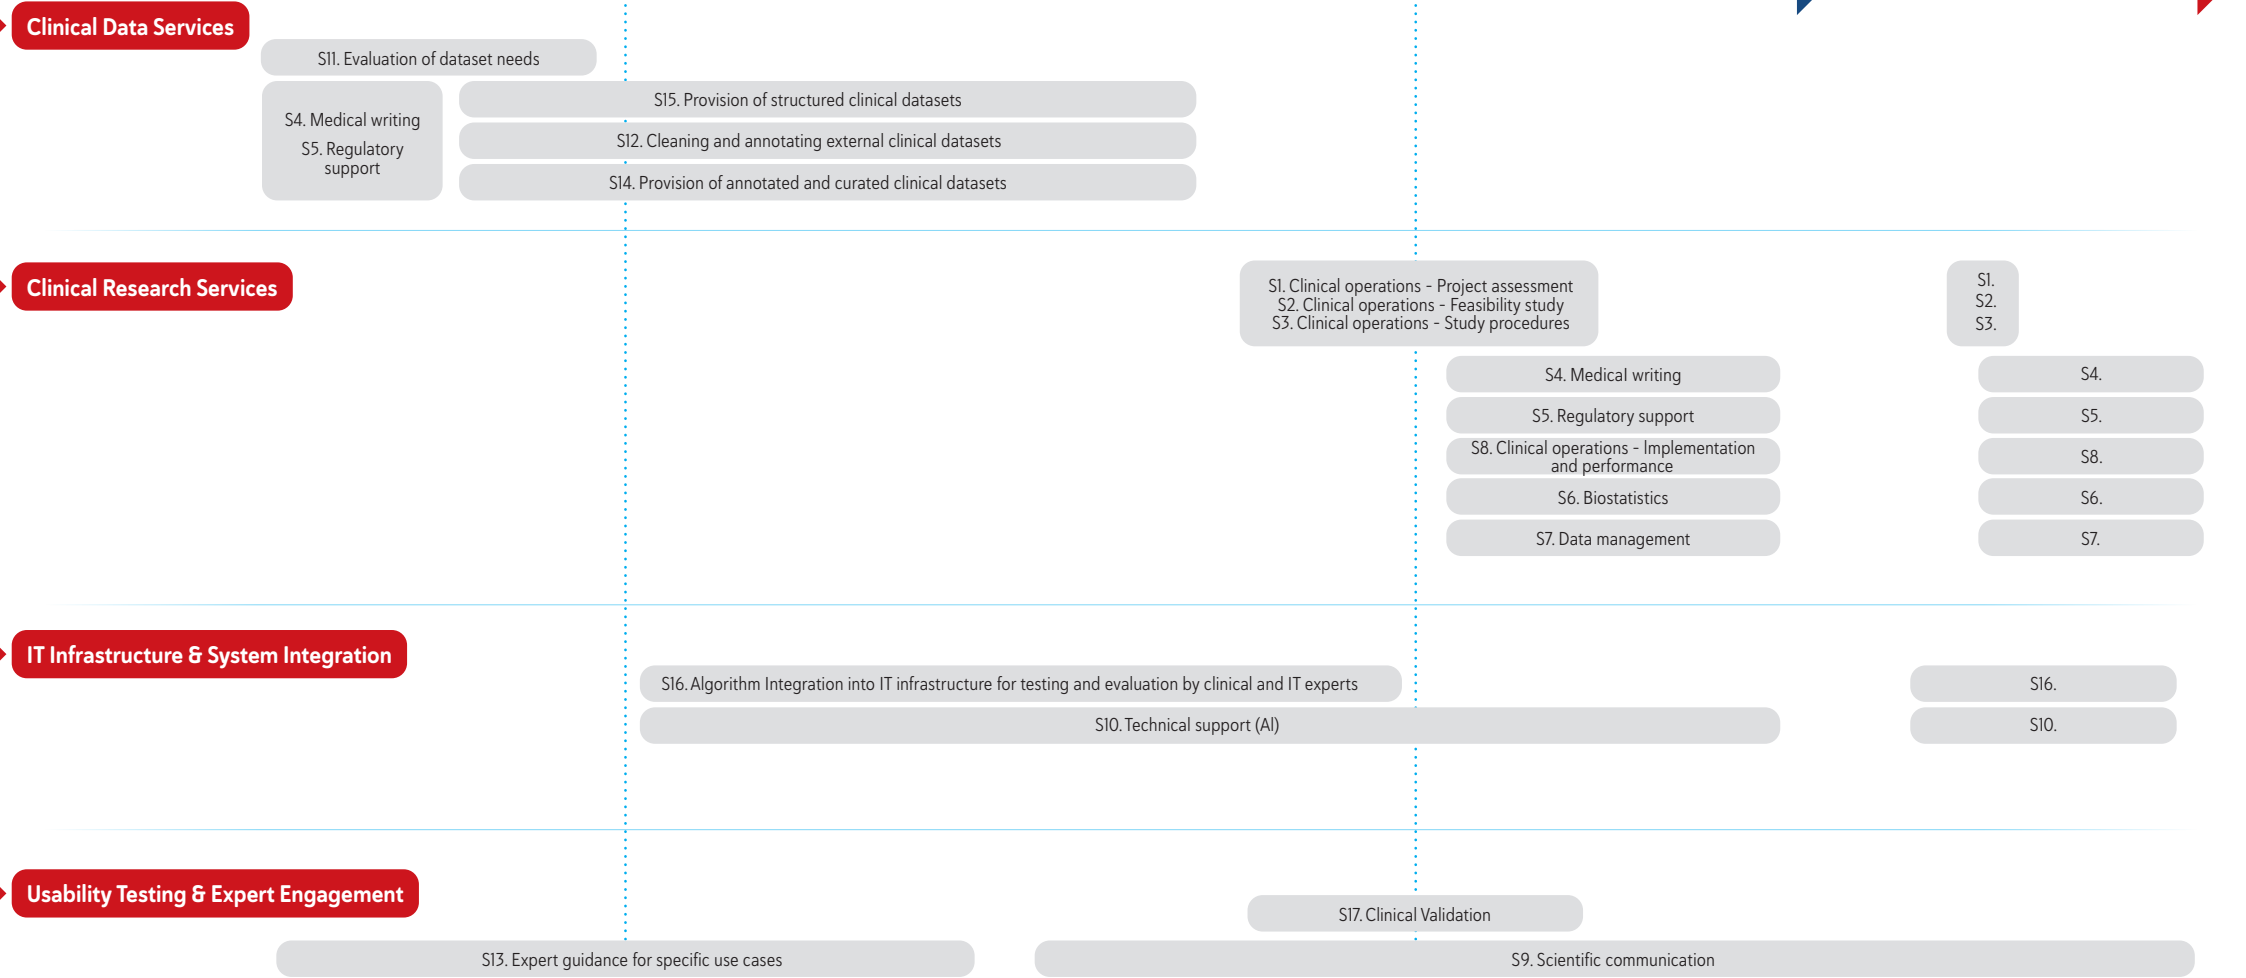 Clinical Data Services
S11. Evaluation of dataset needs
S4. Medical writing
S5. Regulatory
support
S15. Provision of structured clinical datasets
S12. Cleaning and annotating external clinical datasets
S14. Provision of annotated and curated clinical datasets
Clinical Research Services
S1. Clinical operations - Project assessment
S2. Clinical operations - Feasibility study
S3. Clinical operations - Study procedures
S1.
S2.
S3.
S4. Medical writing
S4.
S5. Regulatory support
S5.
S8. Clinical operations - Implementation
and performance
S8.
S6. Biostatistics
S6.
S7. Data management
S7.
IT Infrastructure & System Integration
S16. Algorithm Integration into IT infrastructure for testing and evaluation by clinical and IT experts
S16.
S10. Technical support (AI)
S10.
Usability Testing & Expert Engagement
S17. Clinical Validation
S13. Expert guidance for specific use cases
S9. Scientific communication